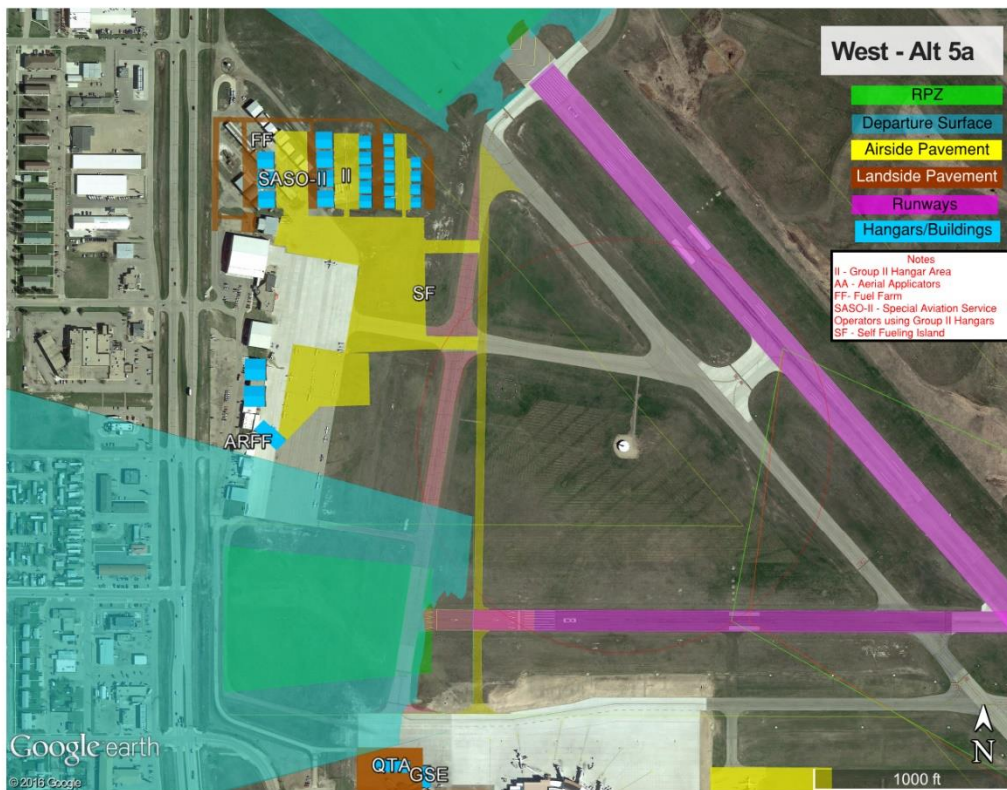 West - Alt 5a
RPZ
Departure Surface
Airside Pavement
Landside Pavement
Runways
Hangars/Buildings
Notes
II - Group II Hangar Area
AA - Aerial Applicators
FF- Fuel Farm
SASO-II - Special Aviation Service
Operators using Group II Hangars
SF - Self Fueling Island
FF
SASO-II
II
SF
ARFF
QTA
GSE
Google earth
© 2016 Google
N
1000 ft